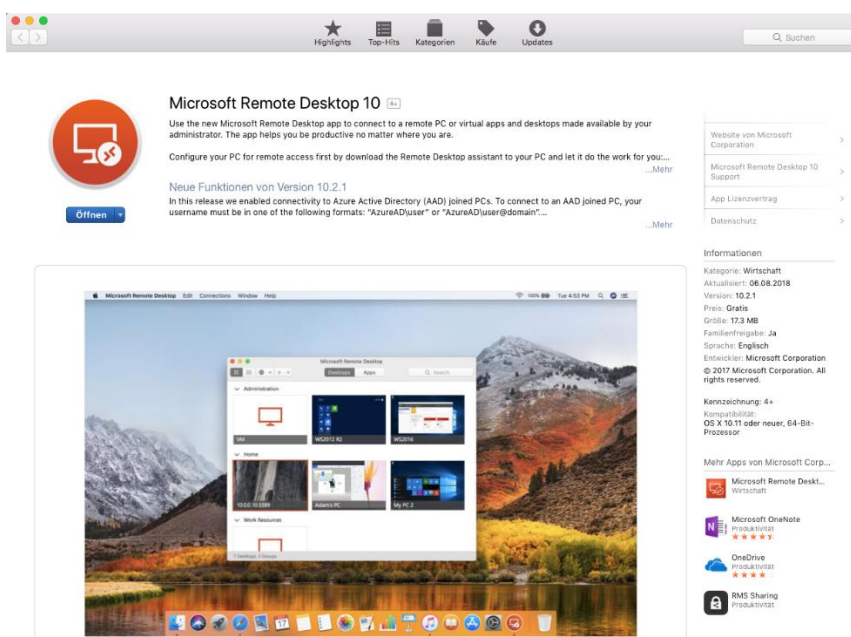 Highlights Top-Hits Kategorien Käufe Updates
Suchen
Microsoft Remote Desktop 10 4+
Use the new Microsoft Remote Desktop app to connect to a remote PC or virtual apps and desktops made available by your
administrator. The app helps you be productive no matter where you are.
Configure your PC for remote access first by download the Remote Desktop assistant to your PC and let it do the work for you:...
...Mehr
Öffnen
Neue Funktionen von Version 10.2.1
In this release we enabled connectivity to Azure Active Directory (AAD) joined PCs. To connect to an AAD joined PC, your
username must be in one of the following formats: "AzureAD\user" or "AzureAD\user@domain"....
...Mehr
Website von Microsoft
Corporation
Microsoft Remote Desktop 10
Support
App Lizenzvertrag
Datenschutz
Informationen
Kategorie: Wirtschaft
Aktualisiert: 06.08.2018
Version: 10.2.1
Preis: Gratis
Größe: 17.3 MB
Familienfreigabe: Ja
Sprache: Englisch
Entwickler: Microsoft Corporation
© 2017 Microsoft Corporation. All
rights reserved.
Kennzeichnung: 4+
Kompatibilität:
OS X 10.11 oder neuer, 64-Bit-
Prozessor
Mehr Apps von Microsoft Corp...
Microsoft Remote Deskt...
Wirtschaft
Microsoft OneNote
Produktivität
OneDrive
Produktivität
RMS Sharing
Produktivität
Microsoft Remote Desktop Edit Connections Window Help
100% Tue 4:53 PM
Microsoft Remote Desktop
Desktops Apps
Search
Administration
VM WS2012 R2 WS2016
Home
Adam's PC My PC 2
Work Resources
7 Desktops, 3 Groups
17